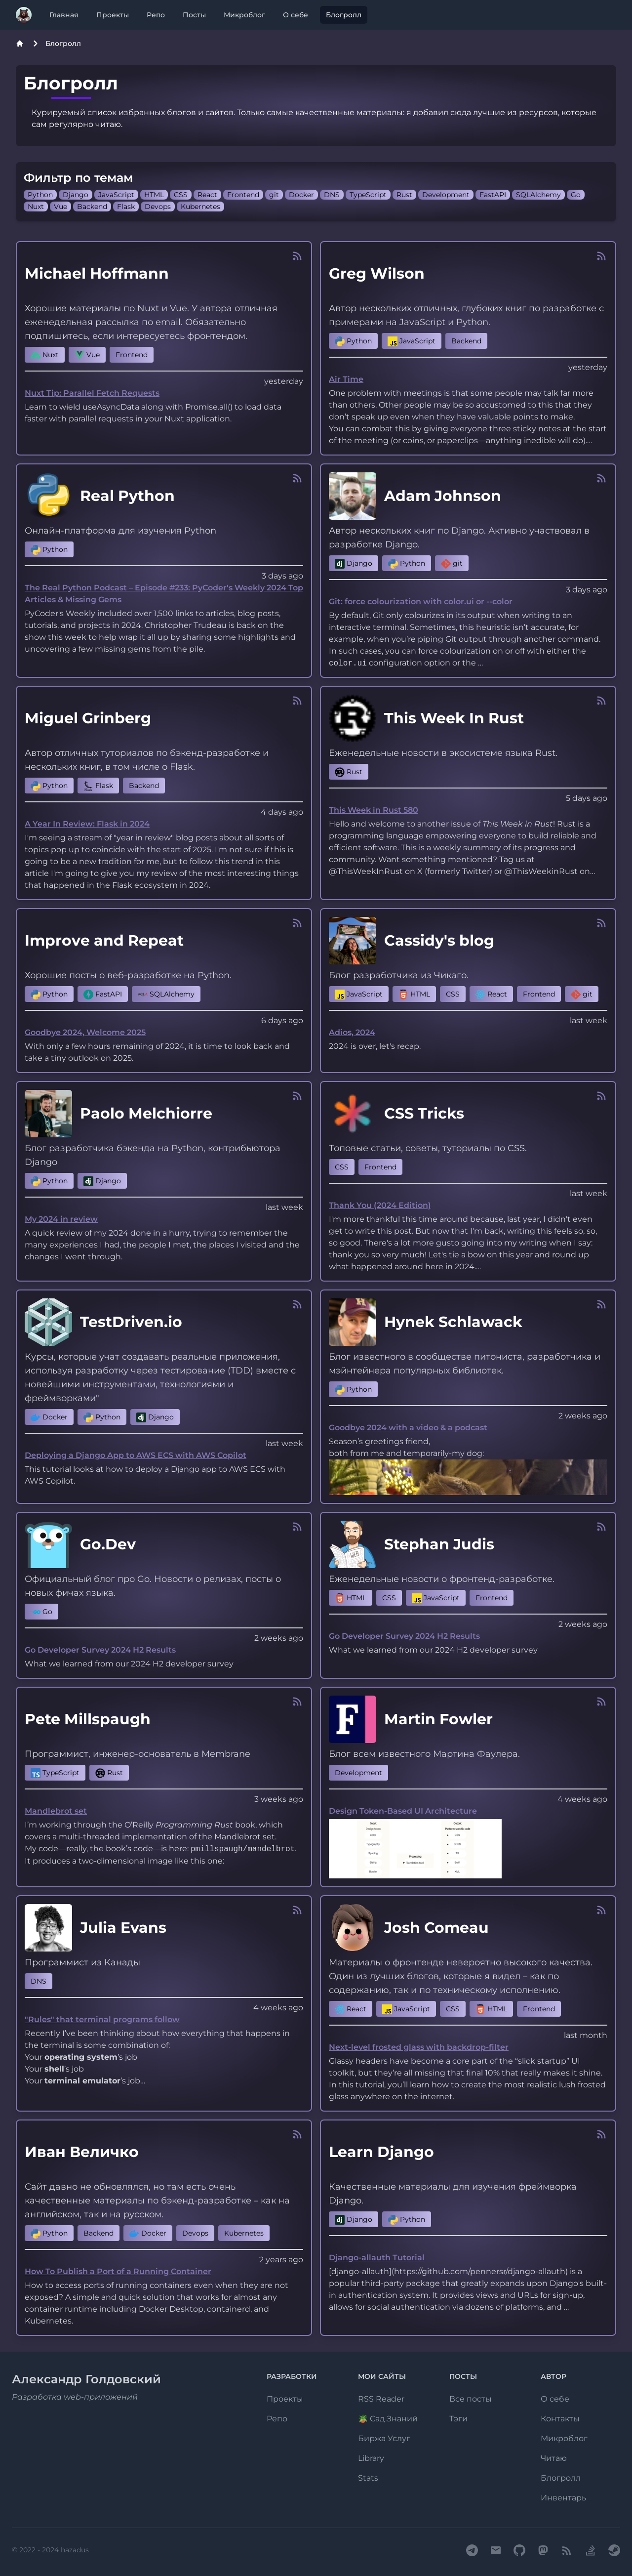 Главная Проекты Репо Посты Микроблог О себе Блогролл
Блогролл
Блогролл
Курируемый список избранных блогов и сайтов. Только самые качественные материалы: я добавил сюда лучшие из ресурсов, которые
сам регулярно читаю.
Фильтр по темам
Python Django JavaScript HTML CSS React Frontend git Docker DNS TypeScript Rust Development FastAPI SQLAlchemy Go
Nuxt Vue Backend Flask Devops Kubernetes
Michael Hoffmann
Хорошие материалы по Nuxt и Vue. У автора отличная
еженедельная рассылка по email. Обязательно
подпишитесь, если интересуетесь фронтендом.
Nuxt Vue Frontend
yesterday
Nuxt Tip: Parallel Fetch Requests
Learn to wield useAsyncData along with Promise.all() to load data
faster with parallel requests in your Nuxt application.
Greg Wilson
Автор нескольких отличных, глубоких книг по разработке с
примерами на JavaScript и Python.
Python JavaScript Backend
yesterday
Air Time
One problem with meetings is that some people may talk far more
than others. Other people may be so accustomed to this that they
don't speak up even when they have valuable points to make.
You can combat this by giving everyone three sticky notes at the start
of the meeting (or coins, or paperclips—anything inedible will do)....
Real Python
Онлайн-платформа для изучения Python
Python
3 days ago
The Real Python Podcast – Episode #233: PyCoder's Weekly 2024 Top
Articles & Missing Gems
PyCoder's Weekly included over 1,500 links to articles, blog posts,
tutorials, and projects in 2024. Christopher Trudeau is back on the
show this week to help wrap it all up by sharing some highlights and
uncovering a few missing gems from the pile.
Adam Johnson
Автор нескольких книг по Django. Активно участвовал в
разработке Django.
Django Python git
3 days ago
Git: force colourization with color.ui or --color
By default, Git only colourizes in its output when writing to an
interactive terminal. Sometimes, this heuristic isn't accurate, for
example, when you're piping Git output through another command.
In such cases, you can force colourization on or off with either the
color.ui configuration option or the ...
Miguel Grinberg
Автор отличных туториалов по бэкенд-разработке и
нескольких книг, в том числе о Flask.
Python Flask Backend
4 days ago
A Year In Review: Flask in 2024
I'm seeing a stream of "year in review" blog posts about all sorts of
topics pop up to coincide with the start of 2025. I'm not sure if this is
going to be a new tradition for me, but to follow this trend in this
article I'm going to give you my review of the most interesting things
that happened in the Flask ecosystem in 2024.
This Week In Rust
Еженедельные новости в экосистеме языка Rust.
Rust
5 days ago
This Week in Rust 580
Hello and welcome to another issue of This Week in Rust! Rust is a
programming language empowering everyone to build reliable and
efficient software. This is a weekly summary of its progress and
community. Want something mentioned? Tag us at
@ThisWeekInRust on X (formerly Twitter) or @ThisWeekinRust on...
Improve and Repeat
Хорошие посты о веб-разработке на Python.
Python FastAPI SQLAlchemy
6 days ago
Goodbye 2024, Welcome 2025
With only a few hours remaining of 2024, it is time to look back and
take a tiny outlook on 2025.
Cassidy's blog
Блог разработчика из Чикаго.
JavaScript HTML CSS React Frontend git
last week
Adios, 2024
2024 is over, let's recap.
Paolo Melchiorre
Блог разработчика бэкенда на Python, контрибьютора
Django
Python Django
last week
My 2024 in review
A quick review of my 2024 done in a hurry, trying to remember the
many experiences I had, the people I met, the places I visited and the
changes I went through.
CSS Tricks
Топовые статьи, советы, туториалы по CSS.
CSS Frontend
last week
Thank You (2024 Edition)
I'm more thankful this time around because, last year, I didn't even
get to write this post. But now that I'm back, writing this feels so, so,
so good. There's a lot more gusto going into my writing when I say:
thank you so very much! Let's tie a bow on this year and round up
what happened around here in 2024....
TestDriven.io
Курсы, которые учат создавать реальные приложения,
используя разработку через тестирование (TDD) вместе с
новейшими инструментами, технологиями и
фреймворками"
Docker Python Django
last week
Deploying a Django App to AWS ECS with AWS Copilot
This tutorial looks at how to deploy a Django app to AWS ECS with
AWS Copilot.
Hynek Schlawack
Блог известного в сообществе питониста, разработчика и
мэйнтейнера популярных библиотек.
Python
2 weeks ago
Goodbye 2024 with a video & a podcast
Season's greetings friend,
both from me and temporarily-my dog:
Go.Dev
Официальный блог про Go. Новости о релизах, посты о
новых фичах языка.
Go
2 weeks ago
Go Developer Survey 2024 H2 Results
What we learned from our 2024 H2 developer survey
Stephan Judis
Еженедельные новости о фронтенд-разработке.
HTML CSS JavaScript Frontend
2 weeks ago
Go Developer Survey 2024 H2 Results
What we learned from our 2024 H2 developer survey
Pete Millspaugh
Программист, инженер-основатель в Membrane
TypeScript Rust
3 weeks ago
Mandlebrot set
I'm working through the O'Reilly Programming Rust book, which
covers a multi-threaded implementation of the Mandlebrot set.
My code—really, the book's code—is here: pmillspaugh/mandelbrot.
It produces a two-dimensional image like this one:
Martin Fowler
Блог всем известного Мартина Фаулера.
Development
4 weeks ago
Design Token-Based UI Architecture
Julia Evans
Программист из Канады
DNS
4 weeks ago
"Rules" that terminal programs follow
Recently I've been thinking about how everything that happens in
the terminal is some combination of:
Your operating system's job
Your shell's job
Your terminal emulator's job...
Josh Comeau
Материалы о фронтенде невероятно высокого качества.
Один из лучших блогов, которые я видел – как по
содержанию, так и по техническому исполнению.
React JavaScript CSS HTML Frontend
last month
Next-level frosted glass with backdrop-filter
Glassy headers have become a core part of the "slick startup" UI
toolkit, but they're all missing that final 10% that really makes it shine.
In this tutorial, you'll learn how to create the most realistic lush frosted
glass anywhere on the internet.
Иван Величко
Сайт давно не обновлялся, но там есть очень
качественные материалы по бэкенд-разработке – как на
английском, так и на русском.
Python Backend Docker Devops Kubernetes
2 years ago
How To Publish a Port of a Running Container
How to access ports of running containers even when they are not
exposed? A simple and quick solution that works for almost any
container runtime including Docker Desktop, containerd, and
Kubernetes.
Learn Django
Качественные материалы для изучения фреймворка
Django.
Django Python
Django-allauth Tutorial
[django-allauth](https://github.com/pennersr/django-allauth) is a
popular third-party package that greatly expands upon Django's built-
in authentication system. It provides views and URLs for sign-up,
allows for social authentication via dozens of platforms, and ...
Александр Голдовский
Разработка web-приложений
РАЗРАБОТКИ
Проекты
Репо
МОИ САЙТЫ
RSS Reader
Сад Знаний
Биржа Услуг
Library
Stats
ПОСТЫ
Все посты
Тэги
АВТОР
О себе
Контакты
Микроблог
Читаю
Блогролл
Инвентарь
© 2022 - 2024 hazadus